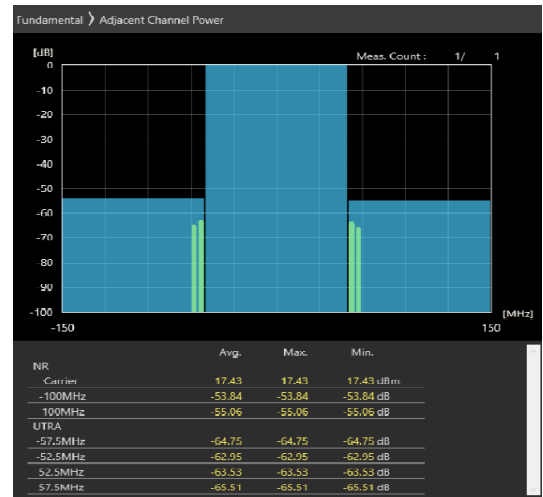 Fundamental ❯ Adjacent Channel Power
[dB]
Meas. Count : 1/ 1
0
-10
-20
-30
-40
-50
-60
-70
-80
90
-100
[MHz]
-150 150
Avg. Max. Min.
NR
Carrier 17.43 17.43 17.43 dBm
-100MHz -53.84 -53.84 -53.84 dB
100MHz -55.06 -55.06 -55.06 dB
UTRA
-57.5MHz -64.75 -64.75 -64.75 dB
-52.5MHz -62.95 -62.95 -62.95 dB
52.5MHz -63.53 -63.53 -63.53 dB
57.5MHz -65.51 -65.51 -65.51 dB